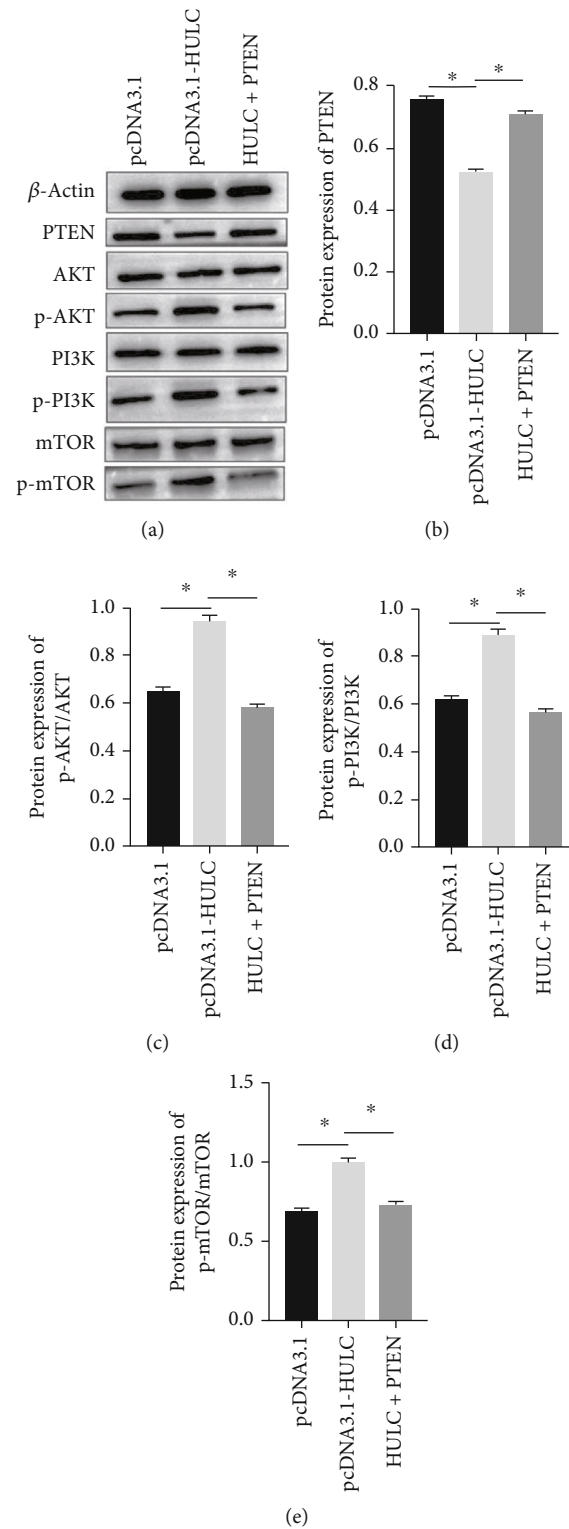 pcDNA3.1
pcDNA3.1-HULC
HULC + PTEN
β-Actin
PTEN
AKT
p-AKT
PI3K
p-PI3K
mTOR
p-mTOR
(a)
Protein expression of PTEN
0.8
0.6
0.4
0.2
0.0
* *
pcDNA3.1
pcDNA3.1-HULC
HULC + PTEN
(b)
Protein expression of
p-AKT/AKT
1.0
0.8
0.6
0.4
0.2
0.0
* *
pcDNA3.1
pcDNA3.1-HULC
HULC + PTEN
(c)
Protein expression of
p-PI3K/PI3K
1.0
0.8
0.6
0.4
0.2
0.0
* *
pcDNA3.1
pcDNA3.1-HULC
HULC + PTEN
(d)
Protein expression of
p-mTOR/mTOR
1.5
1.0
0.5
0.0
* *
pcDNA3.1
pcDNA3.1-HULC
HULC + PTEN
(e)